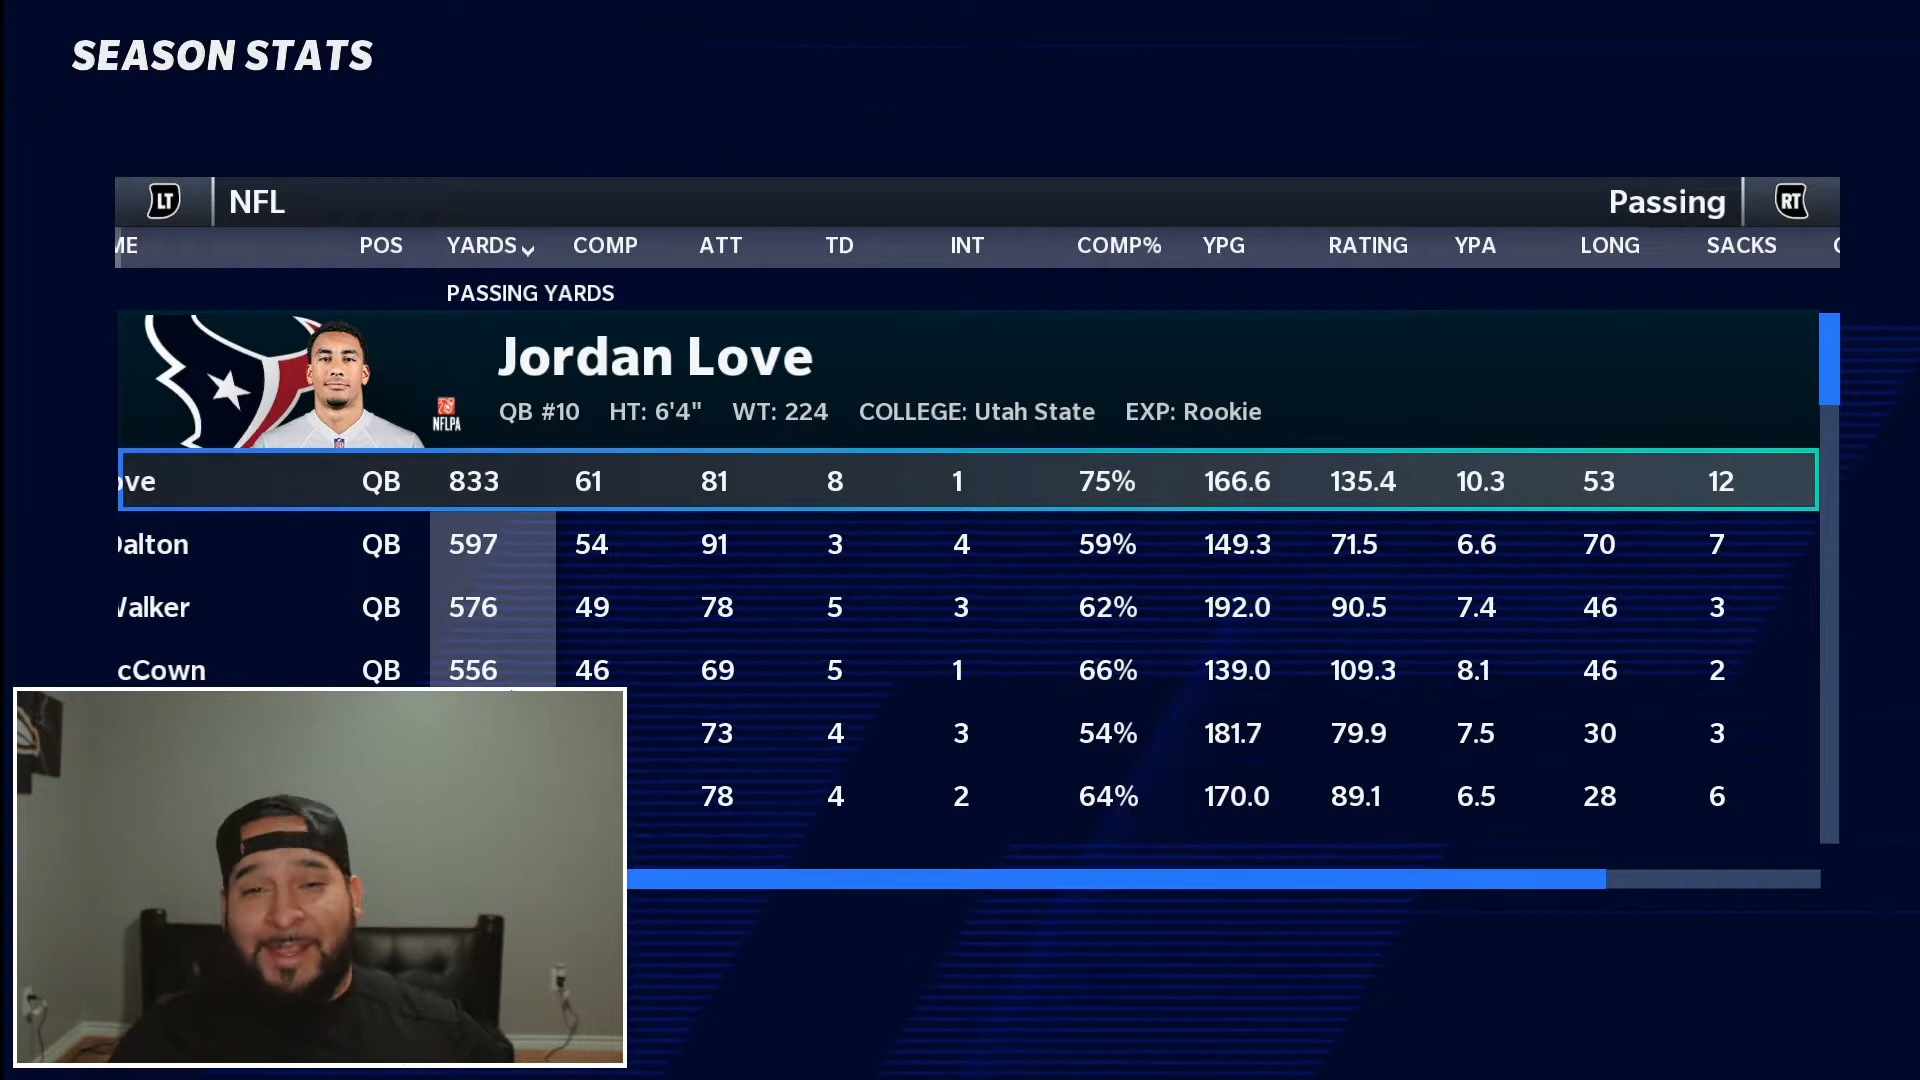 SEASON STATS
LT NFL Passing RT
ME POS YARDS COMP ATT TD INT COMP% YPG RATING YPA LONG SACKS
PASSING YARDS
Jordan Love
NFLPA QB #10 HT: 6'4" WT: 224 COLLEGE: Utah State EXP: Rookie
ove QB 833 61 81 8 1 75% 166.6 135.4 10.3 53 12
Dalton QB 597 54 91 3 4 59% 149.3 71.5 6.6 70 7
Walker QB 576 49 78 5 3 62% 192.0 90.5 7.4 46 3
cCown QB 556 46 69 5 1 66% 139.0 109.3 8.1 46 2
73 4 3 54% 181.7 79.9 7.5 30 3
78 4 2 64% 170.0 89.1 6.5 28 6